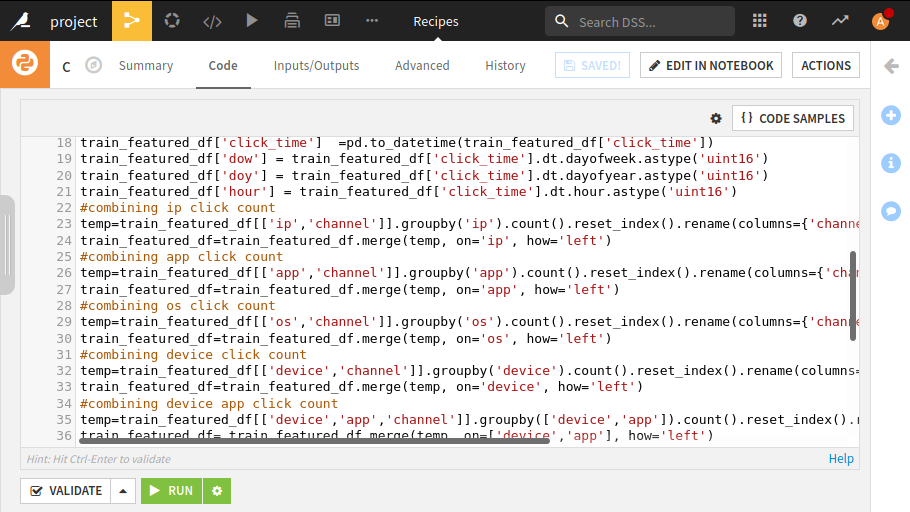 project
Recipes
Search DSS...
A
C
Summary
Code
Inputs/Outputs
Advanced
History
SAVED!
EDIT IN NOTEBOOK
ACTIONS
{} CODE SAMPLES
18 train_featured_df['click_time']  =pd.to_datetime(train_featured_df['click_time'])
19 train_featured_df['dow'] = train_featured_df['click_time'].dt.dayofweek.astype('uint16')
20 train_featured_df['doy'] = train_featured_df['click_time'].dt.dayofyear.astype('uint16')
21 train_featured_df['hour'] = train_featured_df['click_time'].dt.hour.astype('uint16')
22 #combining ip click count
23 temp=train_featured_df[['ip','channel']].groupby('ip').count().reset_index().rename(columns={'channe
24 train_featured_df=train_featured_df.merge(temp, on='ip', how='left')
25 #combining app click count
26 temp=train_featured_df[['app','channel']].groupby('app').count().reset_index().rename(columns={'chan
27 train_featured_df=train_featured_df.merge(temp, on='app', how='left')
28 #combining os click count
29 temp=train_featured_df[['os','channel']].groupby('os').count().reset_index().rename(columns={'channe
30 train_featured_df=train_featured_df.merge(temp, on='os', how='left')
31 #combining device click count
32 temp=train_featured_df[['device','channel']].groupby('device').count().reset_index().rename(columns=
33 train_featured_df=train_featured_df.merge(temp, on='device', how='left')
34 #combining device app click count
35 temp=train_featured_df[['device','app','channel']].groupby(['device','app']).count().reset_index().r
36 train_featured_df= train_featured_df.merge(temp, on=['device','app'], how='left')
Hint: Hit Ctrl-Enter to validate
Help
VALIDATE
RUN